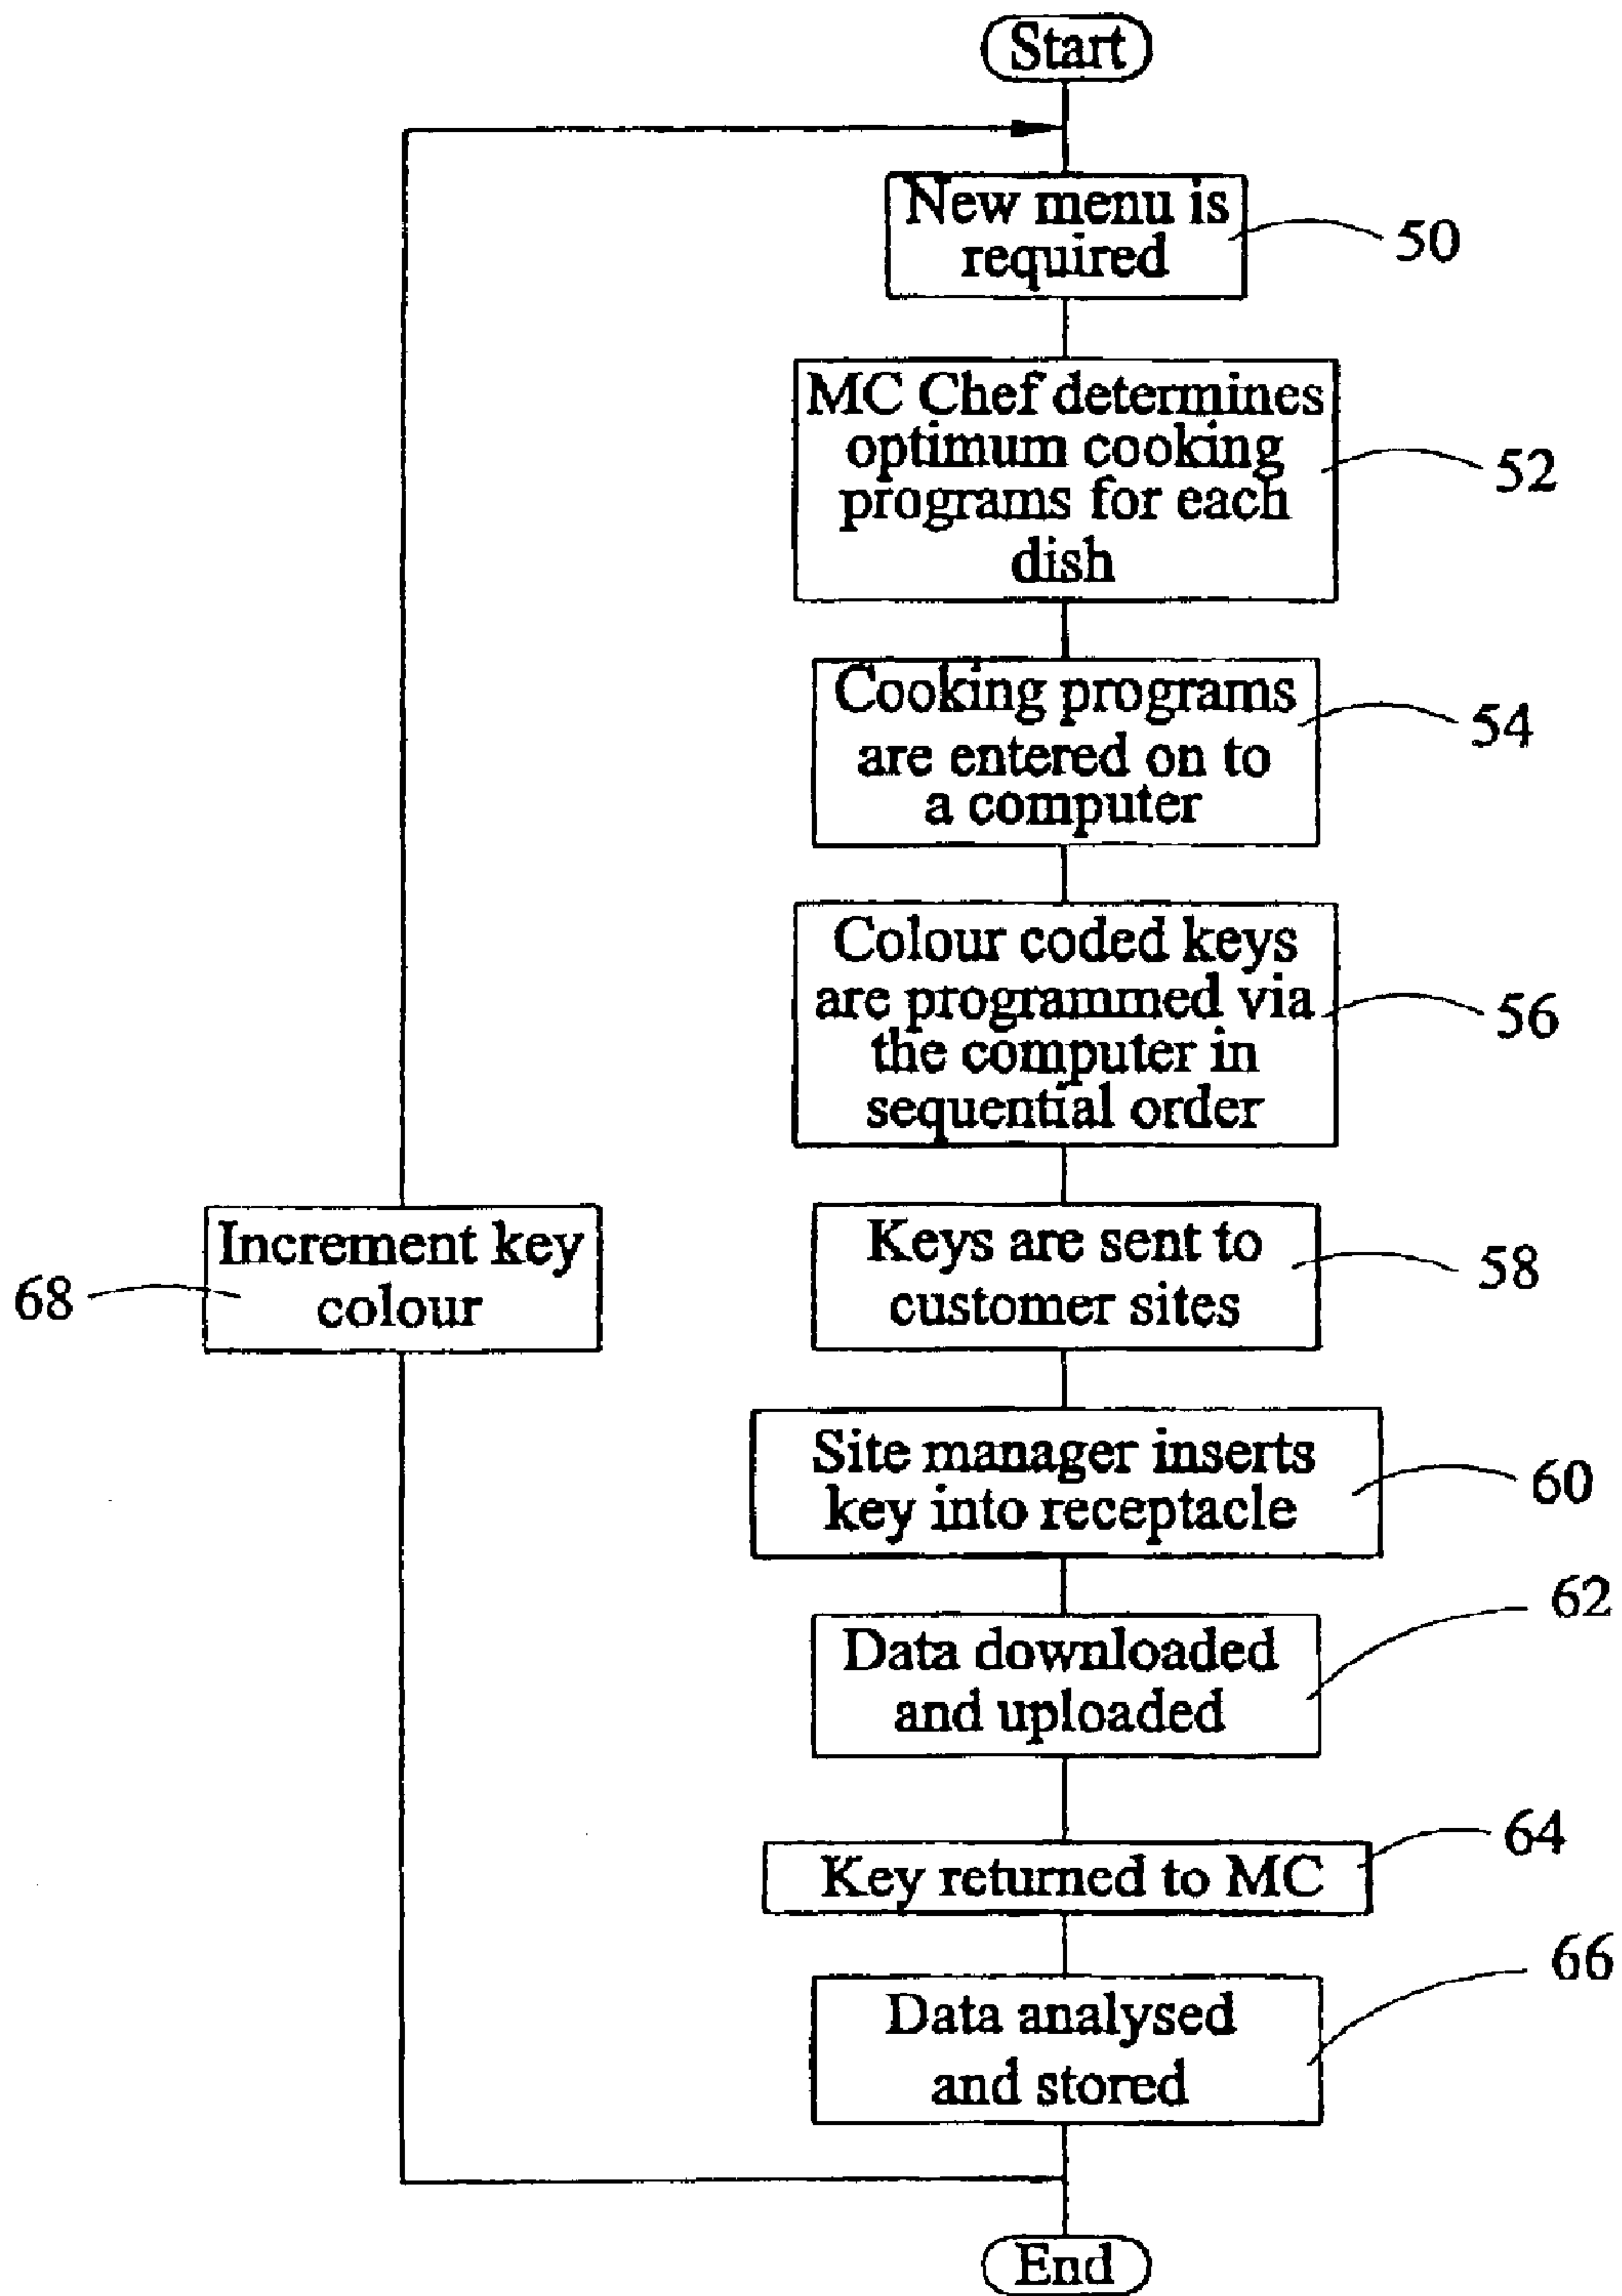 Start
New menu is
required
50
MC Chef determines
optimum cooking
programs for each
dish
52
Cooking programs
are entered on to
a computer
54
Colour coded keys
are programmed via
the computer in
sequential order
56
Keys are sent to
customer sites
58
Increment key
colour
68
Site manager inserts
key into receptacle
60
Data downloaded
and uploaded
62
Key returned to MC
64
Data analysed
and stored
66
End